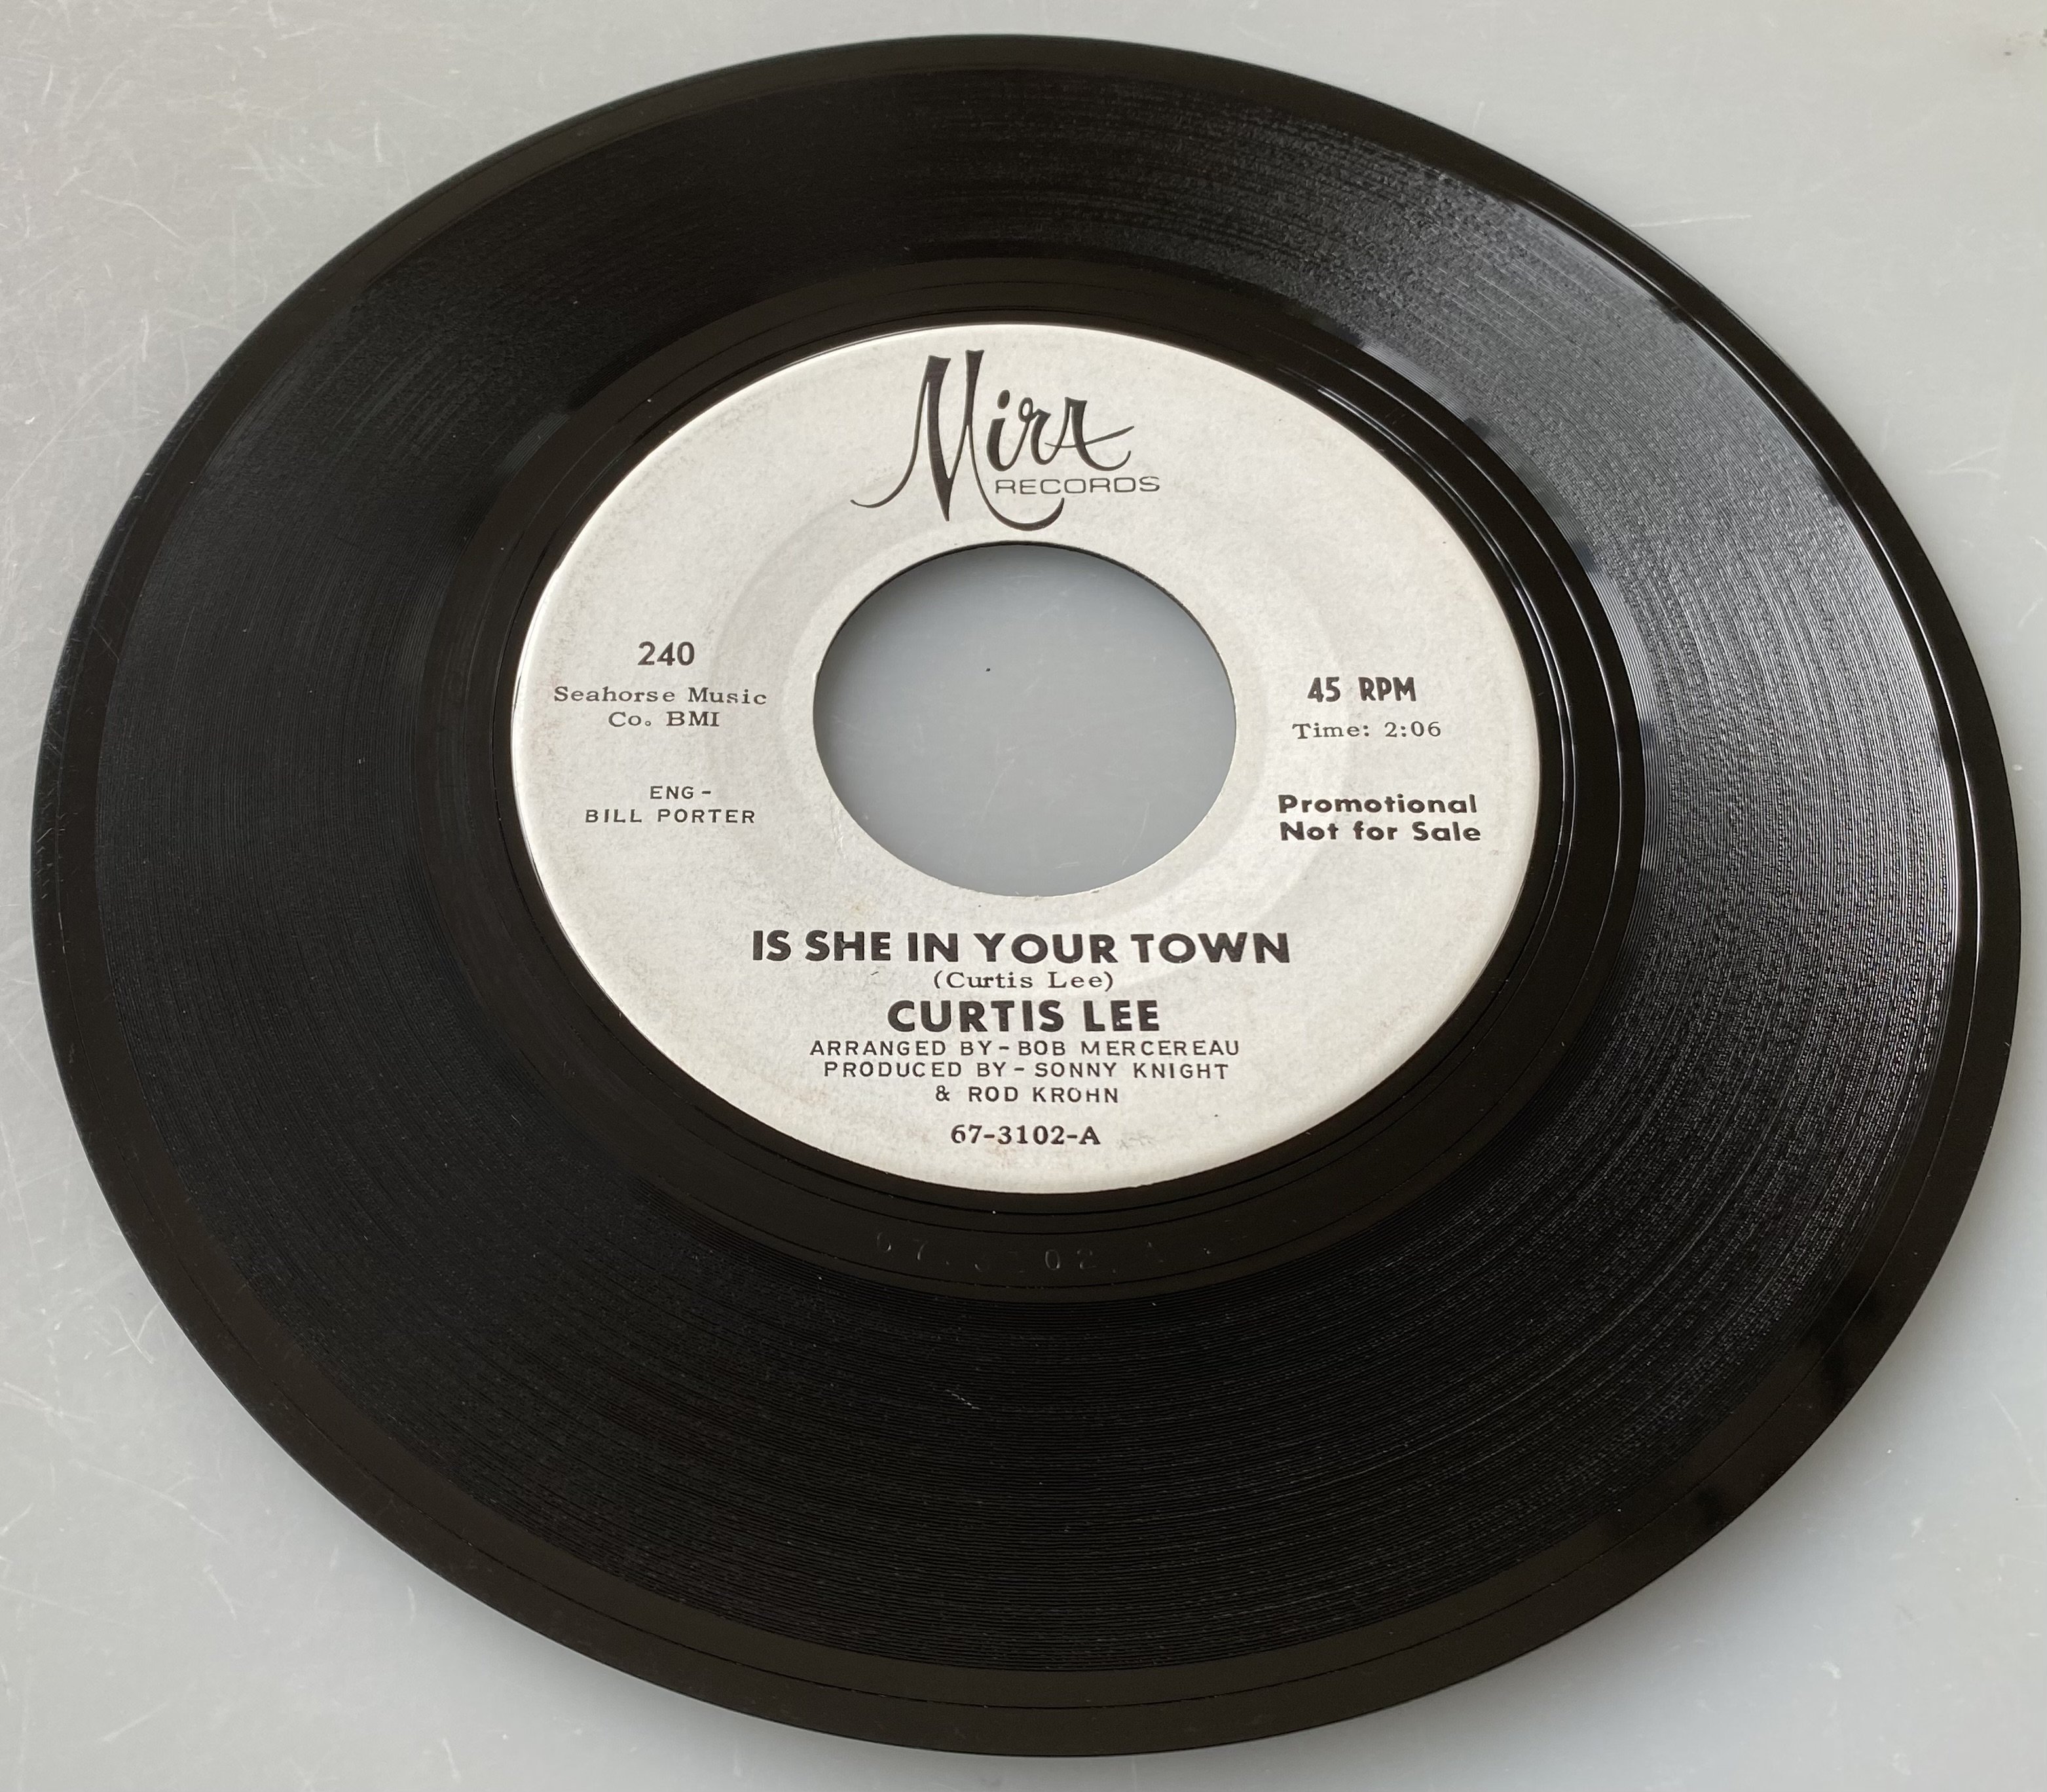 Mira
RECORDS
240
Seahorse Music
Co. BMI
ENG -
BILL PORTER
45 RPM
Time: 2:06
Promotional
Not for Sale
IS SHE IN YOUR TOWN
(Curtis Lee)
CURTIS LEE
ARRANGED BY - BOB MERCEREAU
PRODUCED BY - SONNY KNIGHT
& ROD KROHN
67-3102-A